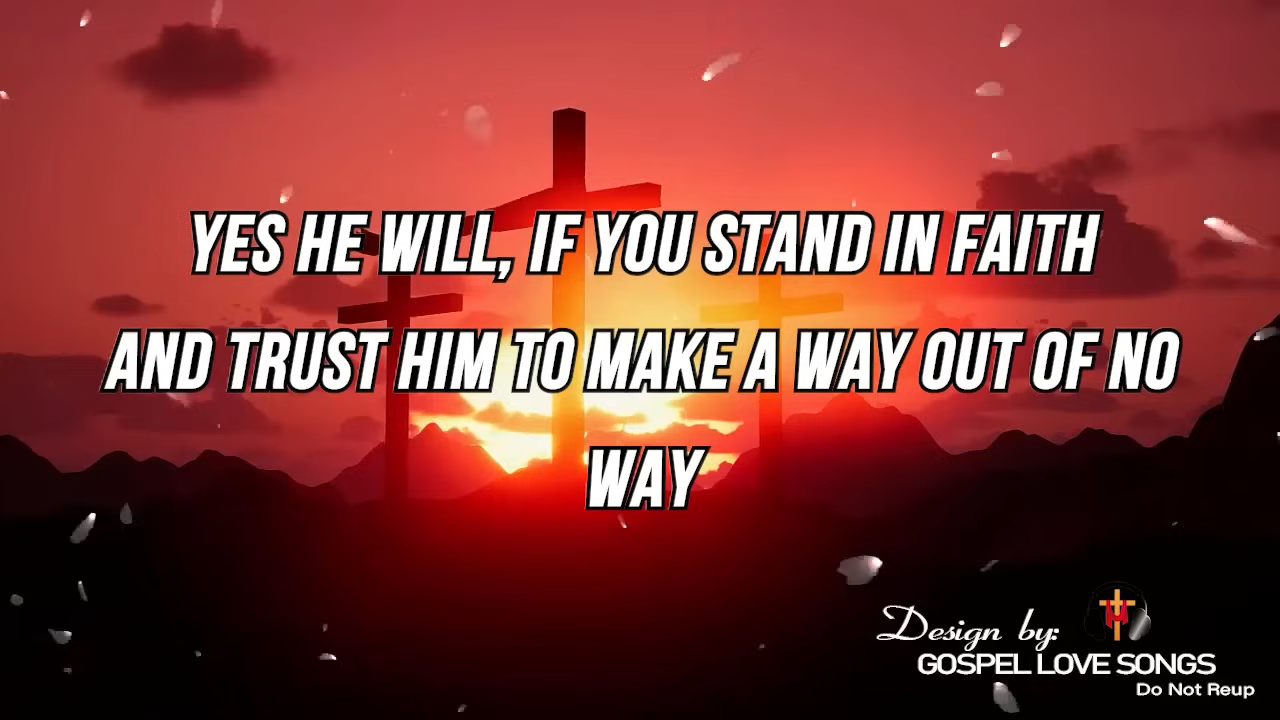 YES HE WILL, IF YOU STAND IN FAITH
AND TRUST HIM TO MAKE A WAY OUT OF NO
WAY
Design by:
GOSPEL LOVE SONGS
Do Not Reup